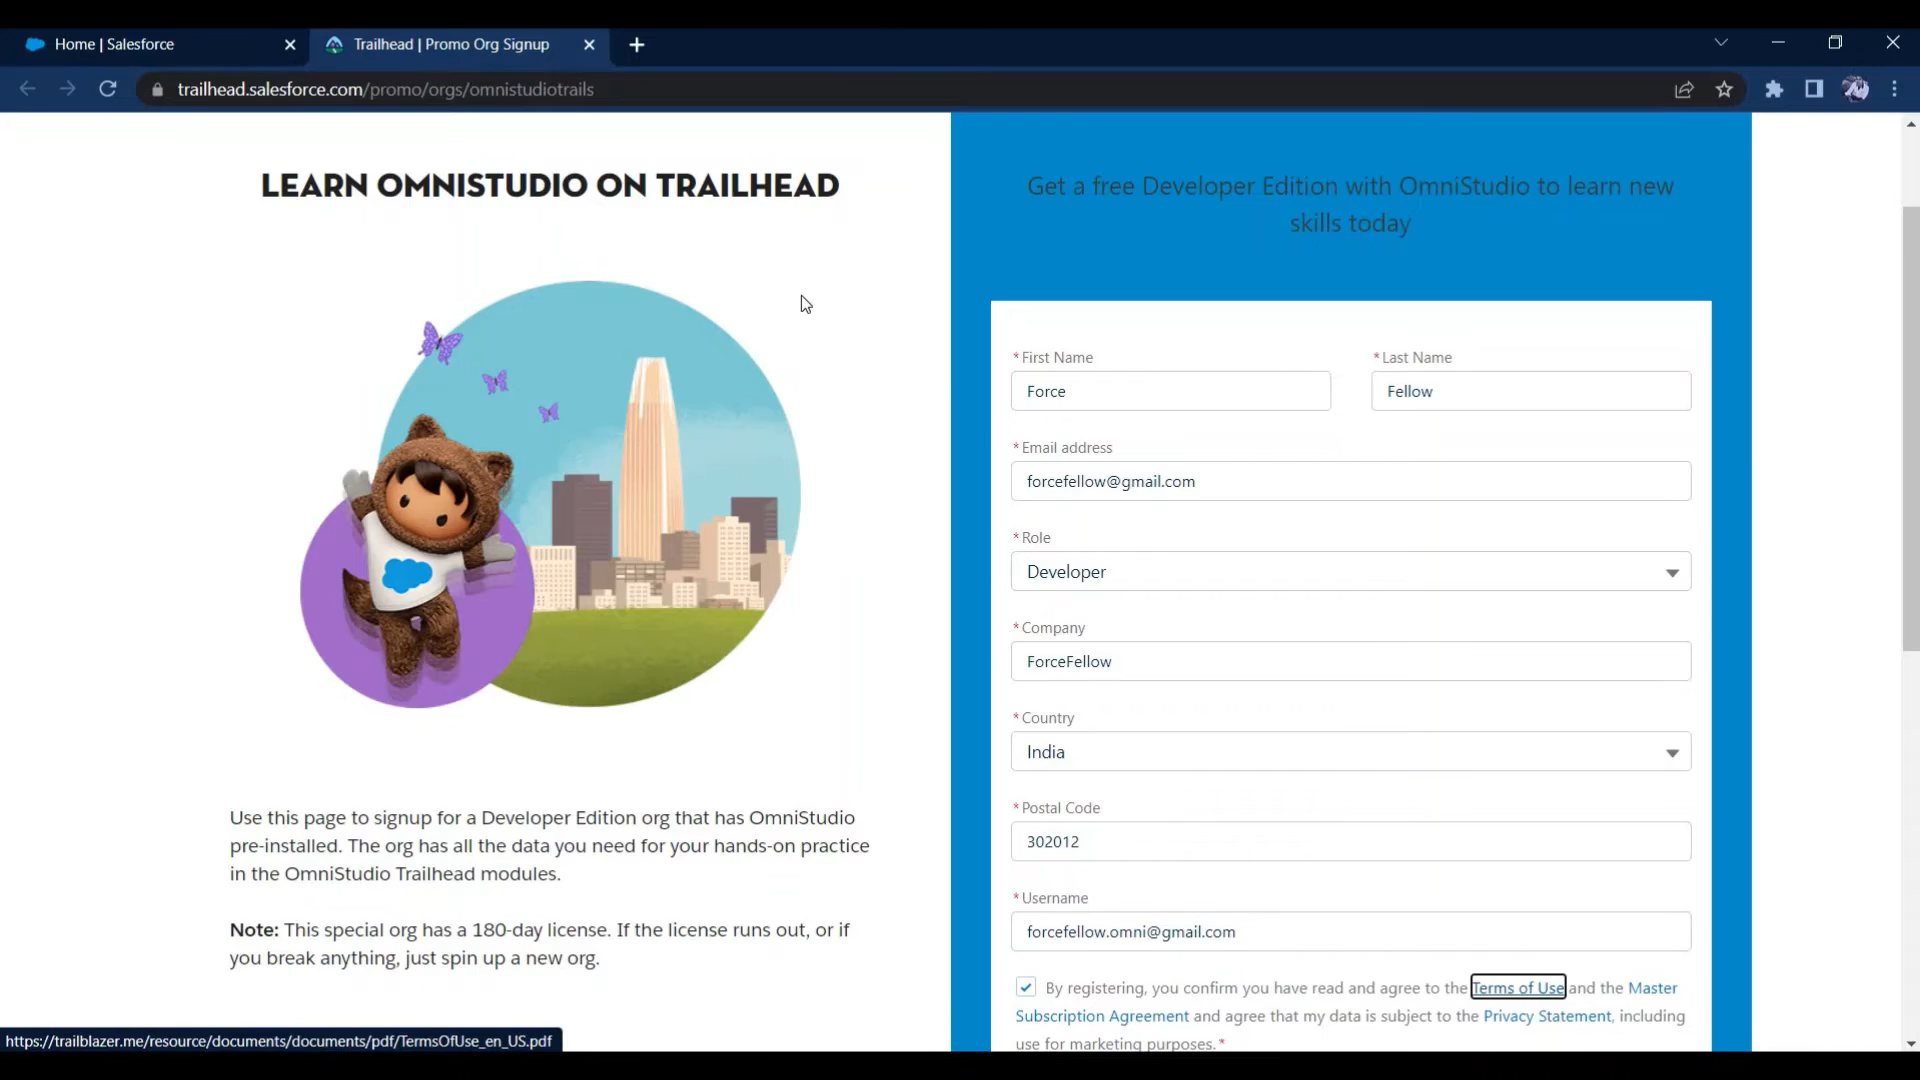 Home | Salesforce
Trailhead | Promo Org Signup
trailhead.salesforce.com/promo/orgs/omnistudiotrails
LEARN OMNISTUDIO ON TRAILHEAD
Use this page to signup for a Developer Edition org that has OmniStudio
pre-installed. The org has all the data you need for your hands-on practice
in the OmniStudio Trailhead modules.
Note: This special org has a 180-day license. If the license runs out, or if
you break anything, just spin up a new org.
Get a free Developer Edition with OmniStudio to learn new
skills today
*First Name
Force
*Last Name
Fellow
*Email address
forcefellow@gmail.com
*Role
Developer
*Company
ForceFellow
*Country
India
*Postal Code
302012
*Username
forcefellow.omni@gmail.com
By registering, you confirm you have read and agree to the Terms of Use and the Master
Subscription Agreement and agree that my data is subject to the Privacy Statement, including
use for marketing purposes.*
https://trailblazer.me/resource/documents/documents/pdf/TermsOfUse_en_US.pdf